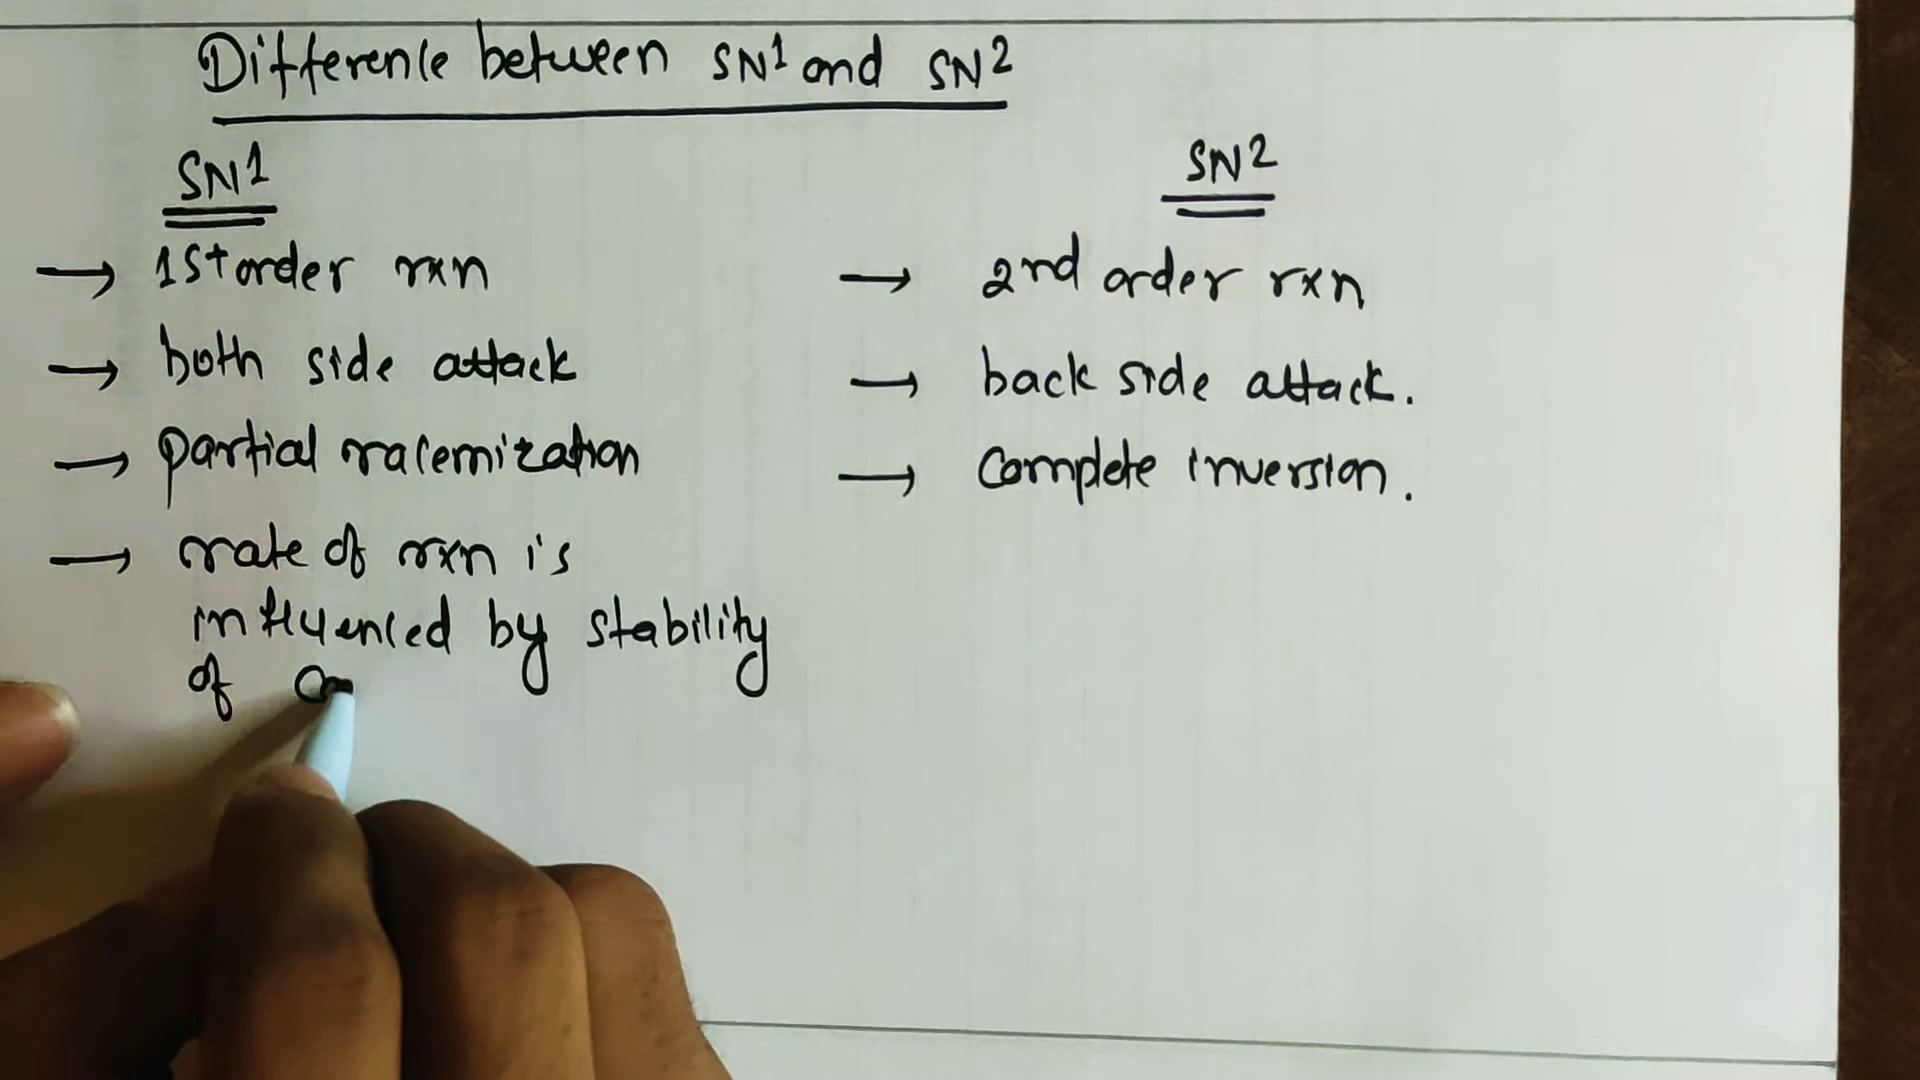 Difference between SN1 and SN2
SN1
1st order rxn
both side attack
partial racemization
rate of rxn is
influenced by stability
of
SN2
2nd order rxn
back side attack.
complete inversion.